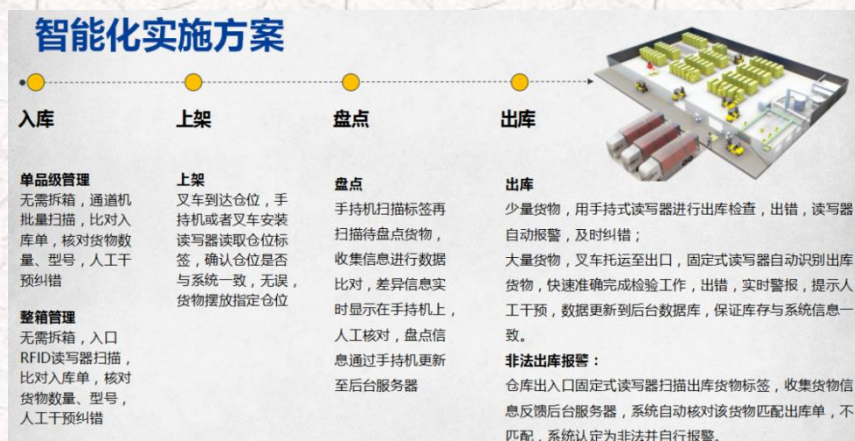 智能化实施方案
入库
上架
盘点
出库
单品级管理
无需拆箱，通道机
批量扫描，比对入
库单，核对货物数
量、型号，人工干
预纠错
整箱管理
无需拆箱，入口
RFID读写器扫描，
比对入库单，核对
货物数量、型号，
人工干预纠错
上架
叉车到达仓位，手
持机或者叉车安装
读写器读取仓位标
签，确认仓位是否
与系统一致，无误，
货物摆放指定仓位
盘点
手持机扫描标签再
扫描待盘点货物，
收集信息进行数据
比对，差异信息实
时显示在手持机上，
人工核对，盘点信
息通过手持机更新
至后台服务器
出库
少量货物，用手持式读写器进行出库检查，出错，读写器
自动报警，及时纠错；
大量货物，叉车托运至出口，固定式读写器自动识别出库
货物，快速准确完成检验工作，出错，实时警报，提示人
工干预，数据更新到后台数据库，保证库存与系统信息一
致。
非法出库报警：
仓库出入口固定式读写器扫描出库货物标签，收集货物信
息反馈后台服务器，系统自动核对该货物匹配出库单，不
匹配，系统认定为非法并自行报警。